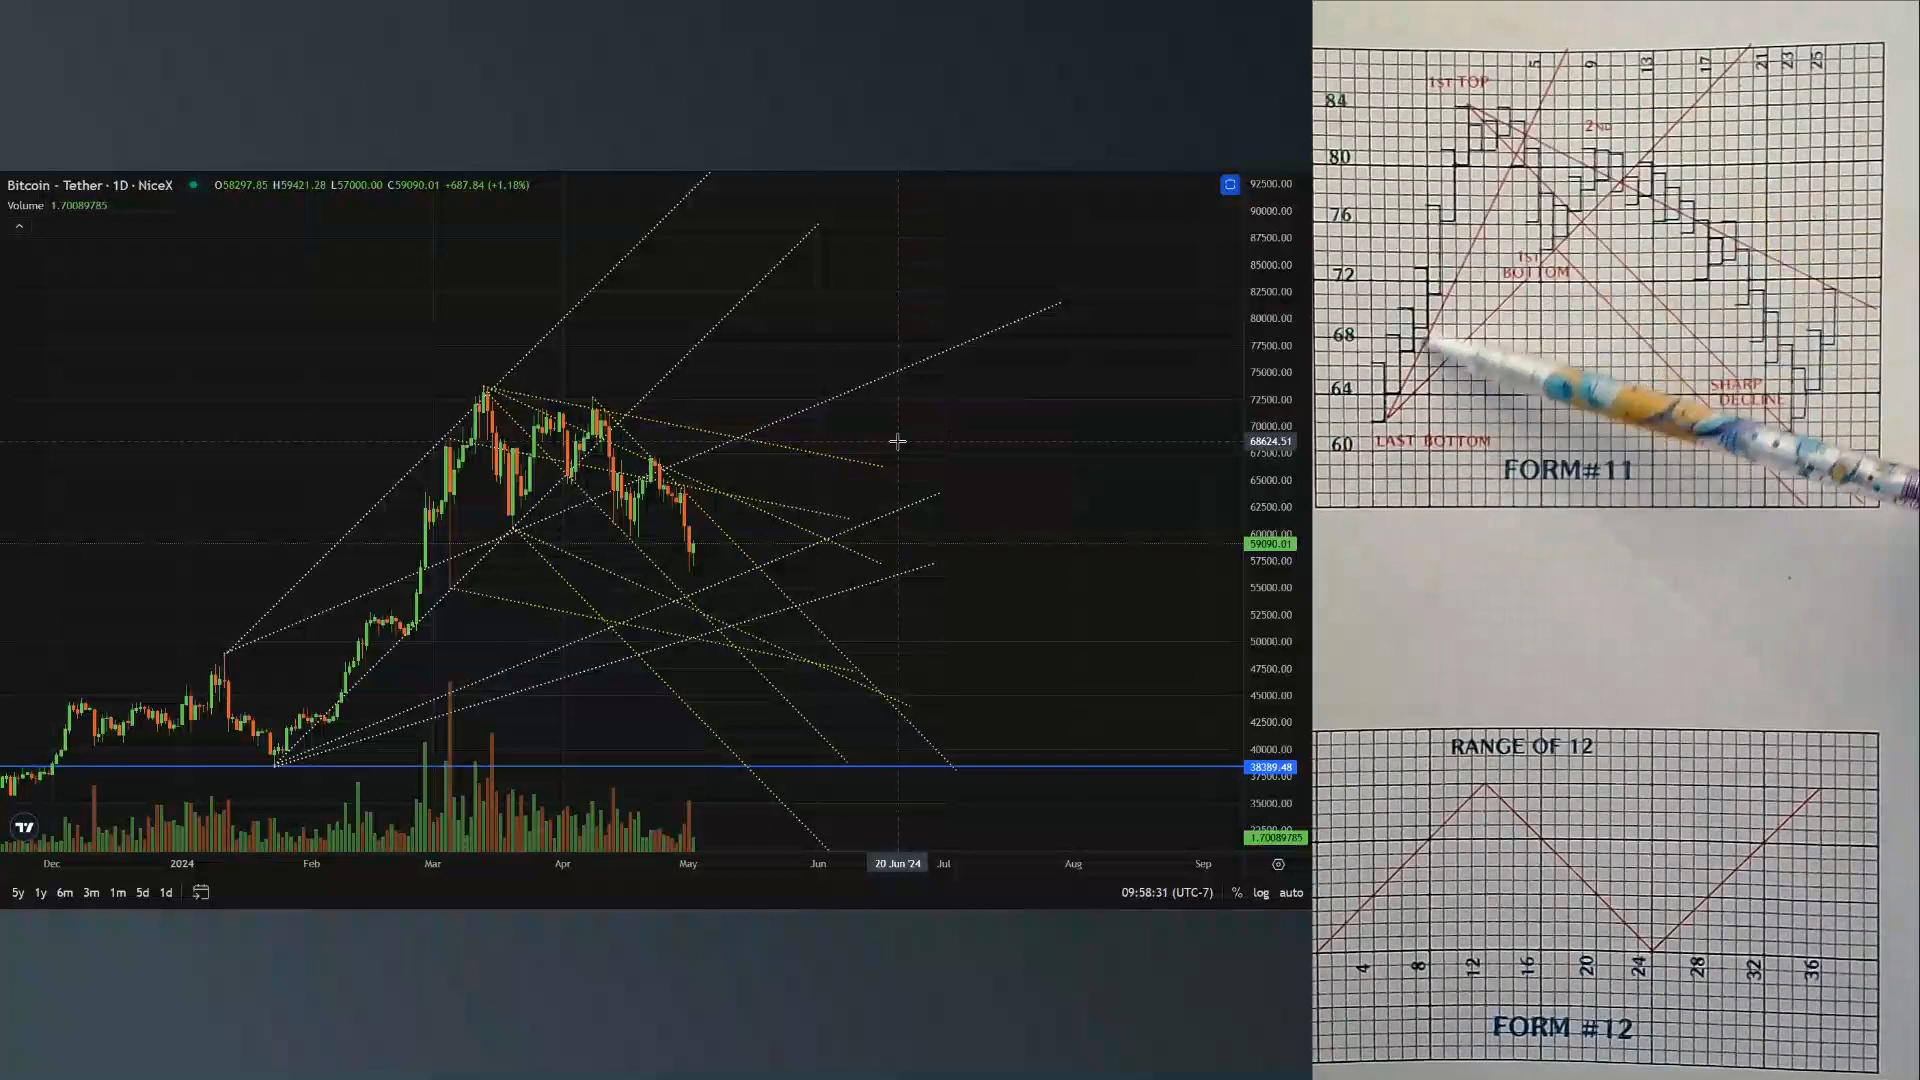 Bitcoin - Tether · 1D · NiceX O58297.85 H59421.28 L57000.00 C59090.01 +687.84 (+1.18%)
Volume 1.70089785
92500.00
90000.00
87500.00
85000.00
82500.00
80000.00
77500.00
75000.00
72500.00
70000.00
68624.51
67500.00
65000.00
62500.00
60000.00
59090.01
57500.00
55000.00
52500.00
50000.00
47500.00
45000.00
42500.00
40000.00
38389.48
37500.00
35000.00
1.70089785
Dec 2024 Feb Mar Apr May Jun 20 Jun '24 Jul Aug Sep
5y 1y 6m 3m 1m 5d 1d 09:58:31 (UTC-7) % log auto
5 9 13 17 21 23 25
1ST TOP
84
2ND
80
76
1ST
BOTTOM
72
68
64
SHARP
DECLINE
60
LAST BOTTOM
FORM#11
RANGE OF 12
4 8 12 16 20 24 28 32 36
FORM #12